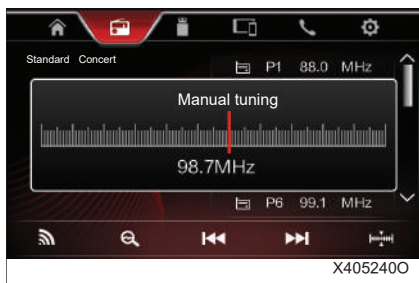 Standard Concert
P1 88.0 MHz
Manual tuning
98.7MHz
P6 99.1 MHz
X405240O